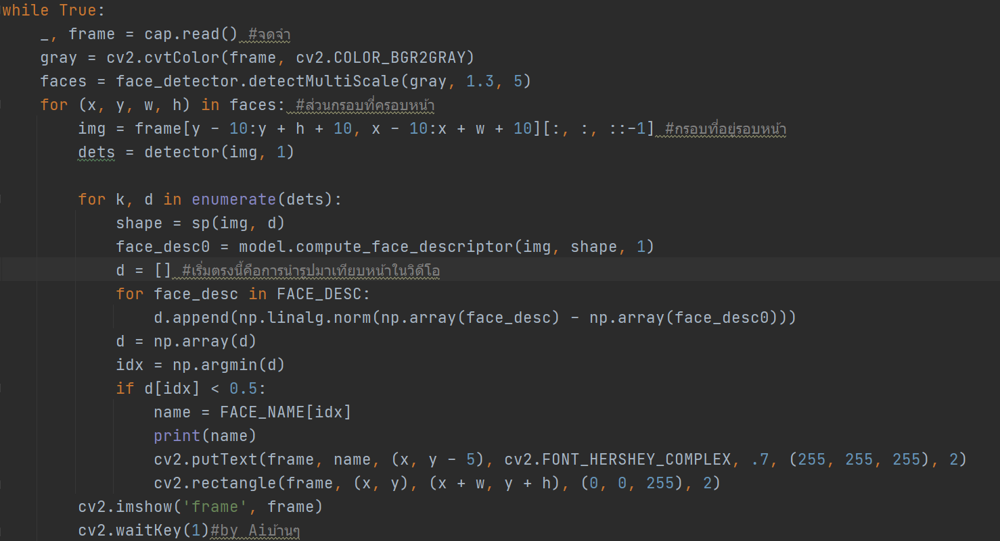 while True:
    _, frame = cap.read() #จดจำ
    gray = cv2.cvtColor(frame, cv2.COLOR_BGR2GRAY)
    faces = face_detector.detectMultiScale(gray, 1.3, 5)
    for (x, y, w, h) in faces: #ส่วนกรอบที่ครอบหน้า
        img = frame[y - 10:y + h + 10, x - 10:x + w + 10][:, :, ::-1] #กรอบที่อยู่รอบหน้า
        dets = detector(img, 1)

        for k, d in enumerate(dets):
            shape = sp(img, d)
            face_desc0 = model.compute_face_descriptor(img, shape, 1)
            d = [] #เริ่มตรงนี้คือการนำรูปมาเทียบหน้าในวิดีโอ
            for face_desc in FACE_DESC:
                d.append(np.linalg.norm(np.array(face_desc) - np.array(face_desc0)))
            d = np.array(d)
            idx = np.argmin(d)
            if d[idx] < 0.5:
                name = FACE_NAME[idx]
                print(name)
                cv2.putText(frame, name, (x, y - 5), cv2.FONT_HERSHEY_COMPLEX, .7, (255, 255, 255), 2)
                cv2.rectangle(frame, (x, y), (x + w, y + h), (0, 0, 255), 2)
        cv2.imshow('frame', frame)
        cv2.waitKey(1)#by Aiบ้านๆ